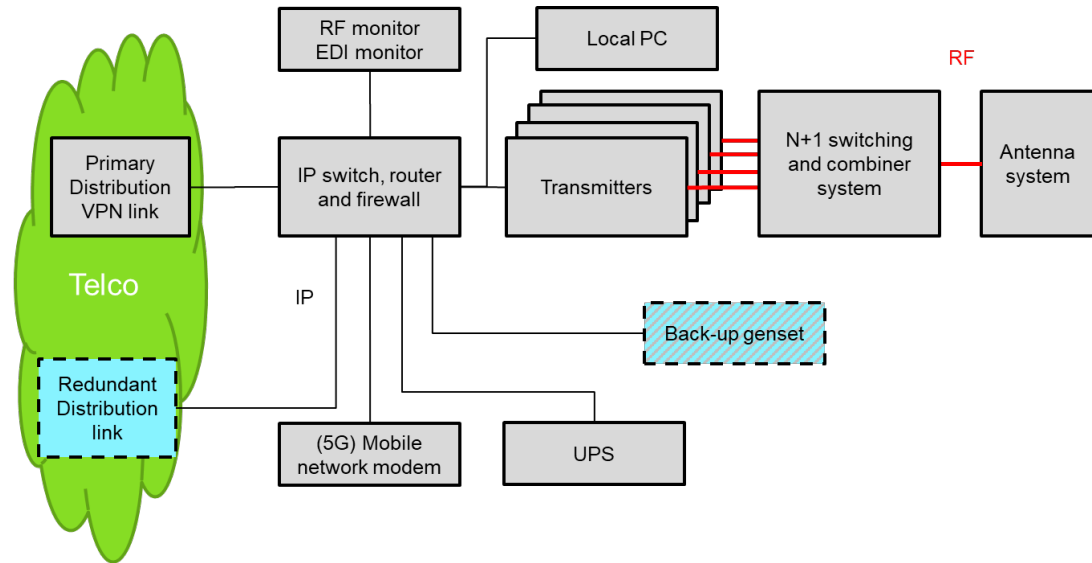 RF monitor
EDI monitor
Local PC
RF
Primary
Distribution
VPN link
IP switch, router
and firewall
Transmitters
N+1 switching
and combiner
system
Antenna
system
Telco
IP
Back-up genset
Redundant
Distribution
link
(5G) Mobile
network modem
UPS